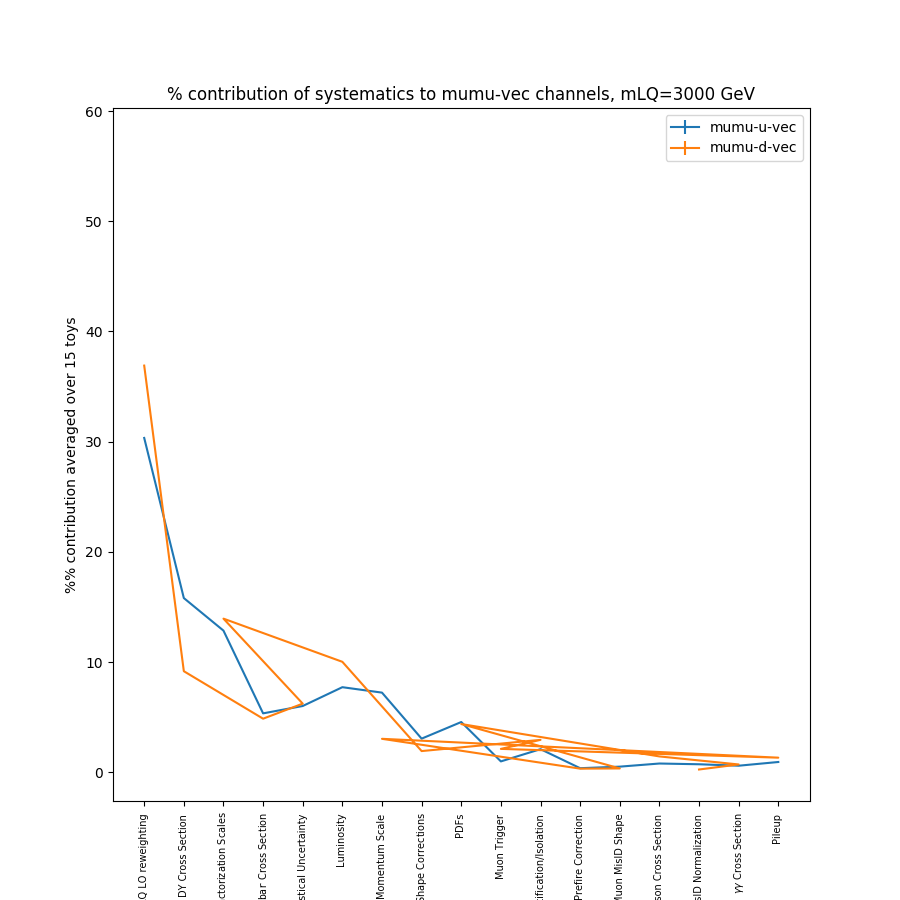 % contribution of systematics to mumu-vec channels, mLQ=3000 GeV
mumu-u-vec
mumu-d-vec
%% contribution averaged over 15 toys
60
50
40
30
20
10
0
Q LO reweighting
DY Cross Section
ctorization Scales
bar Cross Section
stical Uncertainty
Luminosity
Momentum Scale
Shape Corrections
PDFs
Muon Trigger
tification/Isolation
Prefire Correction
Muon MisID Shape
son Cross Section
sID Normalization
γγ Cross Section
Pileup